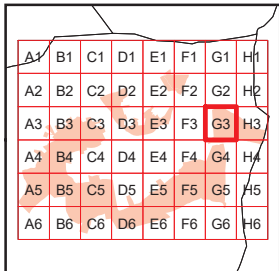 A1 B1 C1 D1 E1 F1 G1 H1
A2 B2 C2 D2 E2 F2 G2 H2
A3 B3 C3 D3 E3 F3 G3 H3
A4 B4 C4 D4 E4 F4 G4 H4
A5 B5 C5 D5 E5 F5 G5 H5
A6 B6 C6 D6 E6 F6 G6 H6